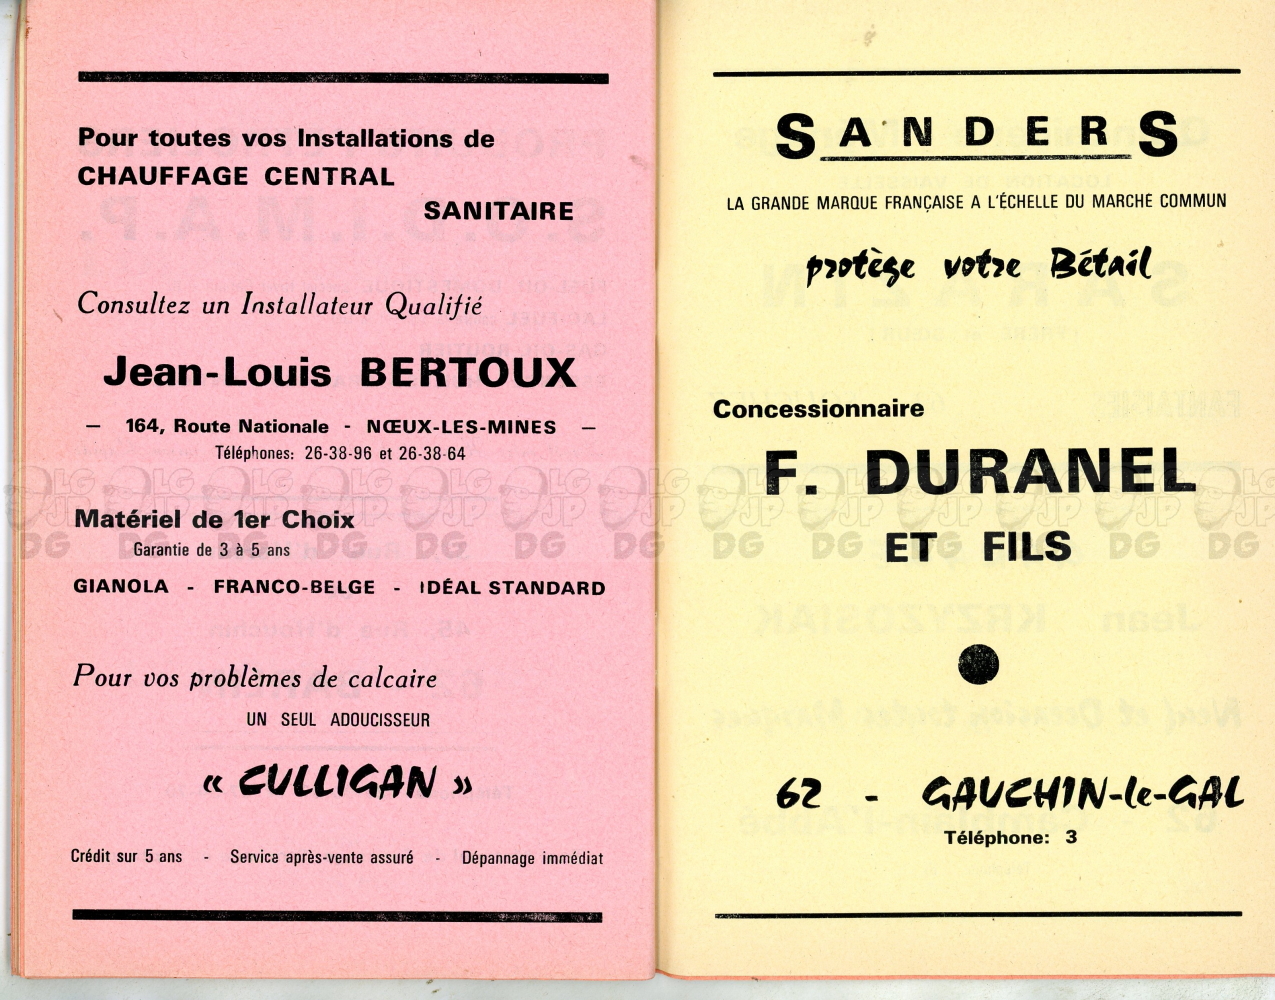 Pour toutes vos Installations de
CHAUFFAGE CENTRAL
SANITAIRE
Consultez un Installateur Qualifié
Jean-Louis BERTOUX
— 164, Route Nationale - NŒUX-LES-MINES —
Téléphones: 26-38-96 et 26-38-64
Matériel de 1er Choix
Garantie de 3 à 5 ans
GIANOLA - FRANCO-BELGE - IDÉAL STANDARD
Pour vos problèmes de calcaire
UN SEUL ADOUCISSEUR
« CULLIGAN »
Crédit sur 5 ans - Service après-vente assuré - Dépannage immédiat
SANDERS
LA GRANDE MARQUE FRANÇAISE A L'ÉCHELLE DU MARCHÉ COMMUN
protège votre Bétail
Concessionnaire
F. DURANEL
ET FILS
62 - GAUCHIN-le-GAL
Téléphone: 3